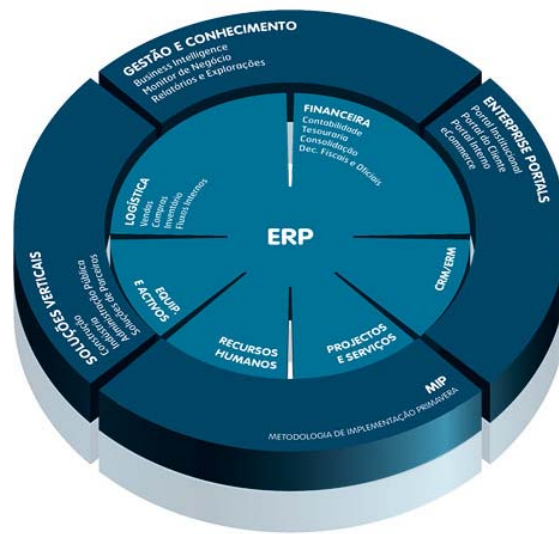 GESTÃO E CONHECIMENTO
Business Intelligence
Monitor de Negócio
Relatórios e Explorações
ENTERPRISE PORTALS
Portal Institucional
Portal do Cliente
Portal Interno
eCommerce
FINANCEIRA
Contabilidade
Tesouraria
Consolidação
Dec. Fiscais e Oficiais
LOGÍSTICA
Vendas
Compras
Inventário
Fluxos Internos
ERP
CRM/ERM
EQUIP.
E ACTIVOS
RECURSOS
HUMANOS
PROJECTOS
E SERVIÇOS
SOLUÇÕES VERTICAIS
Construção
Indústria
Administração Pública
Soluções de Parceiros
MIP
METODOLOGIA DE IMPLEMENTAÇÃO PRIMAVERA